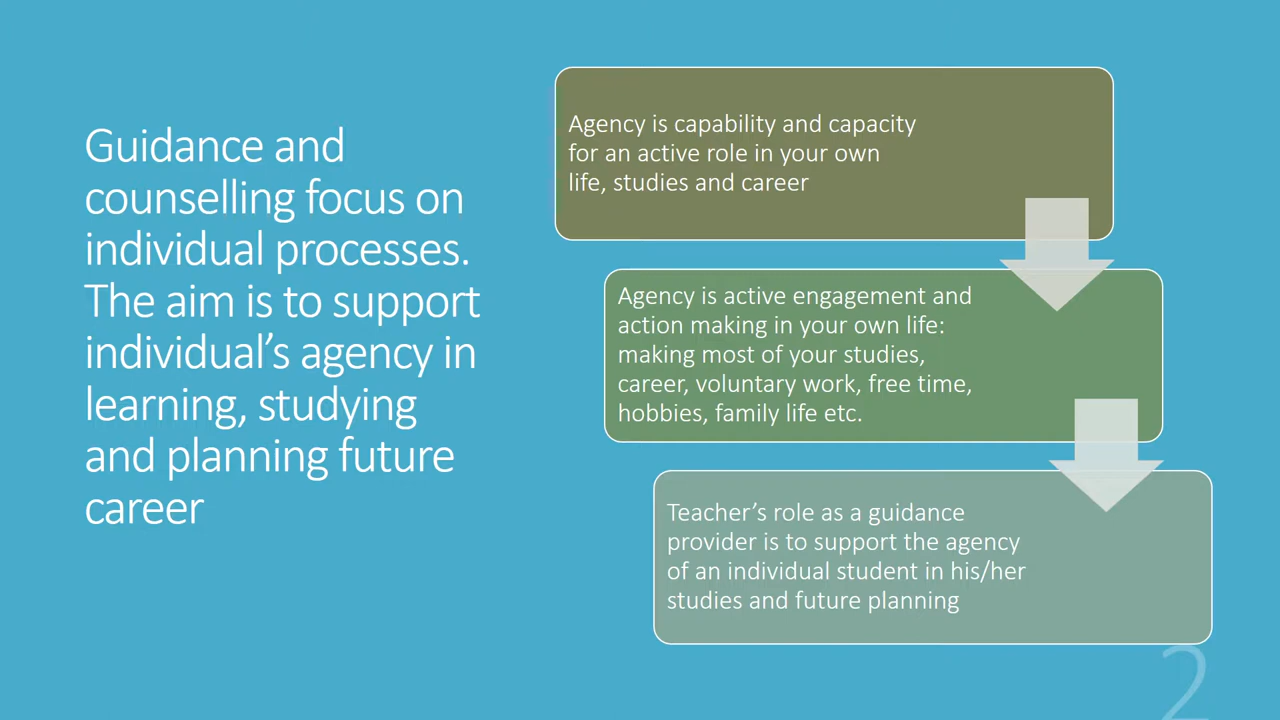 Guidance and
counselling focus on
individual processes.
The aim is to support
individual’s agency in
learning, studying
and planning future
career
Agency is capability and capacity
for an active role in your own
life, studies and career
Agency is active engagement and
action making in your own life:
making most of your studies,
career, voluntary work, free time,
hobbies, family life etc.
Teacher’s role as a guidance
provider is to support the agency
of an individual student in his/her
studies and future planning
2